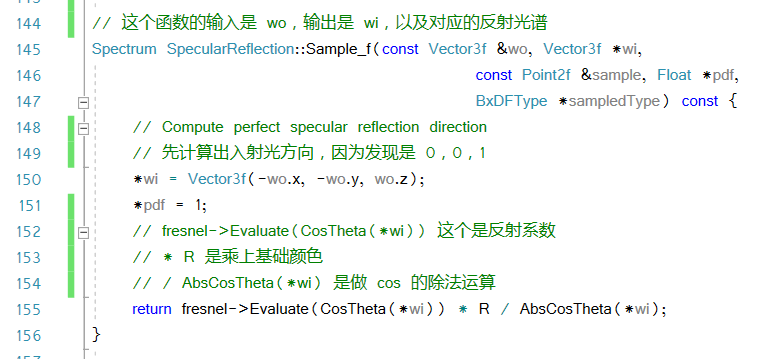 144 // 这个函数的输入是 wo，输出是 wi，以及对应的反射光谱
145 Spectrum SpecularReflection::Sample_f(const Vector3f &wo, Vector3f *wi,
146 const Point2f &sample, Float *pdf,
147 BxDFType *sampledType) const {
148 // Compute perfect specular reflection direction
149 // 先计算出入射光方向，因为发现是 0，0，1
150 *wi = Vector3f(-wo.x, -wo.y, wo.z);
151 *pdf = 1;
152 // fresnel->Evaluate(CosTheta(*wi)) 这个是反射系数
153 // * R 是乘上基础颜色
154 // / AbsCosTheta(*wi) 是做 cos 的除法运算
155 return fresnel->Evaluate(CosTheta(*wi)) * R / AbsCosTheta(*wi);
156 }